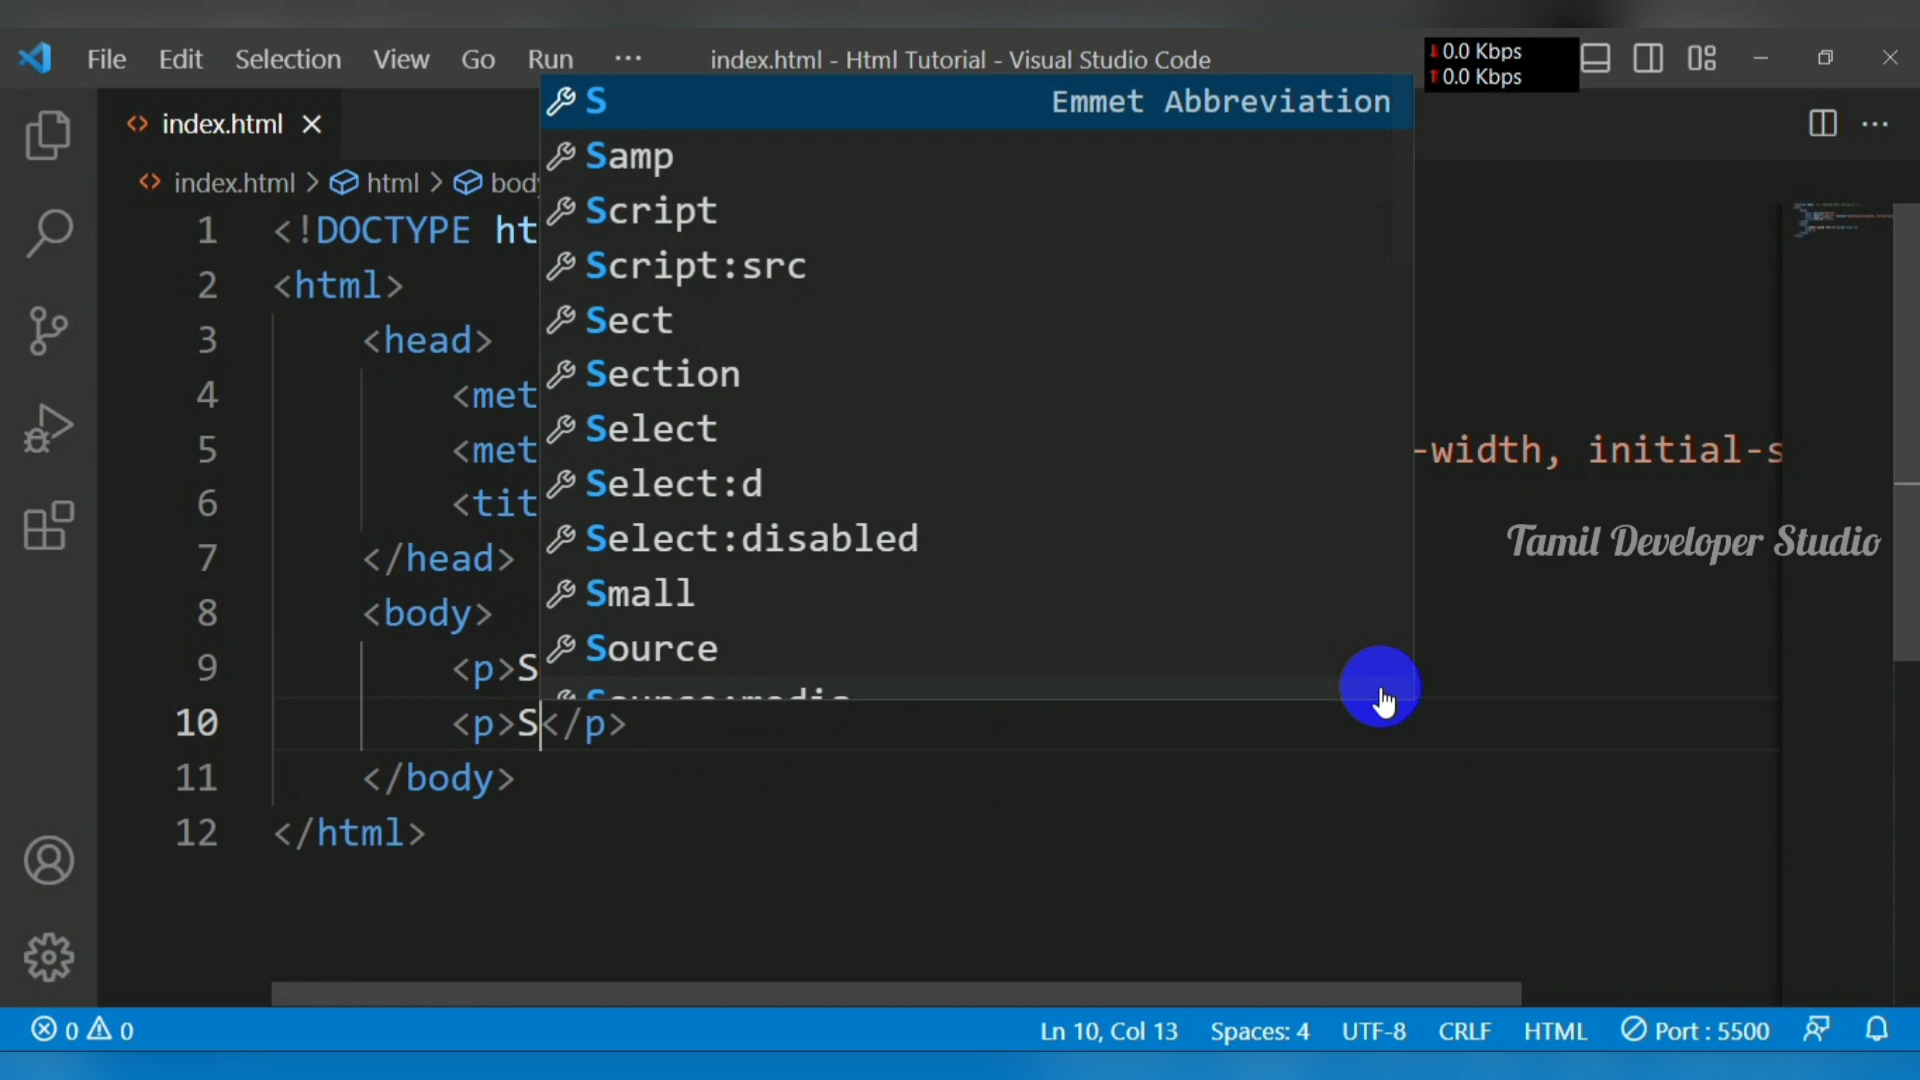 File Edit Selection View Go Run ··· index.html - Html Tutorial - Visual Studio Code
0.0 Kbps
0.0 Kbps
index.html
index.html > html > body
S Emmet Abbreviation
Samp
Script
Script:src
Sect
Section
Select
Select:d
Select:disabled
Small
Source
1 <!DOCTYPE ht
2 <html>
3 <head>
4 <met
5 <met -width, initial-s
6 <tit
7 </head>
8 <body>
9 <p>S
10 <p>S</p>
11 </body>
12 </html>
Tamil Developer Studio
0 0 Ln 10, Col 13 Spaces: 4 UTF-8 CRLF HTML Port : 5500